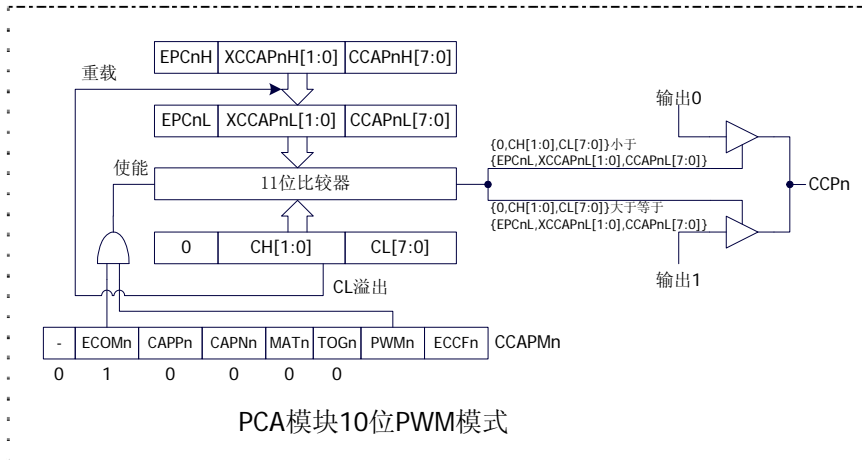 EPCnH XCCAPnH[1:0] CCAPnH[7:0]
重载
EPCnL XCCAPnL[1:0] CCAPnL[7:0]
输出0
{0,CH[1:0],CL[7:0]}小于
{EPCnL,XCCAPnL[1:0],CCAPnL[7:0]}
使能
11位比较器
CCPn
{0,CH[1:0],CL[7:0]}大于等于
{EPCnL,XCCAPnL[1:0],CCAPnL[7:0]}
0 CH[1:0] CL[7:0]
CL溢出
输出1
- ECOMn CAPPn CAPNn MATn TOGn PWMn ECCFn CCAPMn
0 1 0 0 0 0
PCA模块10位PWM模式